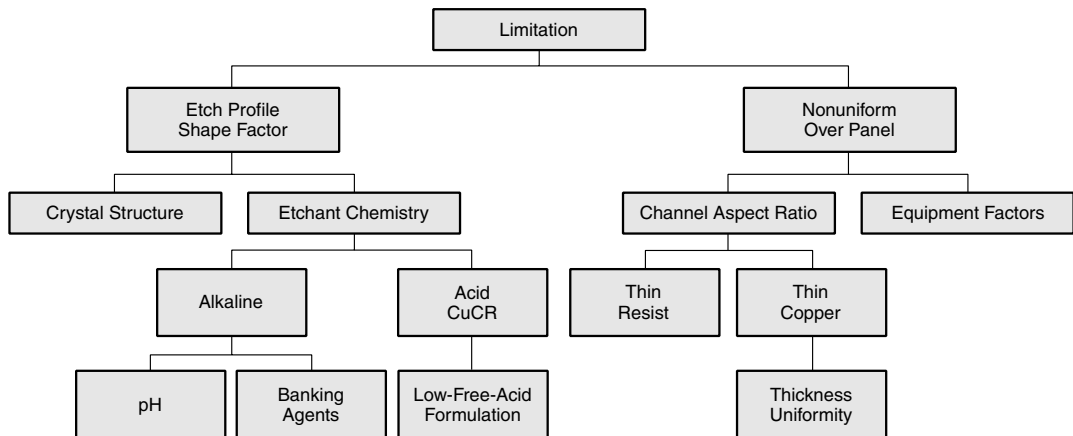 Limitation
Etch Profile
Shape Factor
Nonuniform
Over Panel
Crystal Structure
Etchant Chemistry
Channel Aspect Ratio
Equipment Factors
Alkaline
Acid
CuCR
Thin
Resist
Thin
Copper
pH
Banking
Agents
Low-Free-Acid
Formulation
Thickness
Uniformity